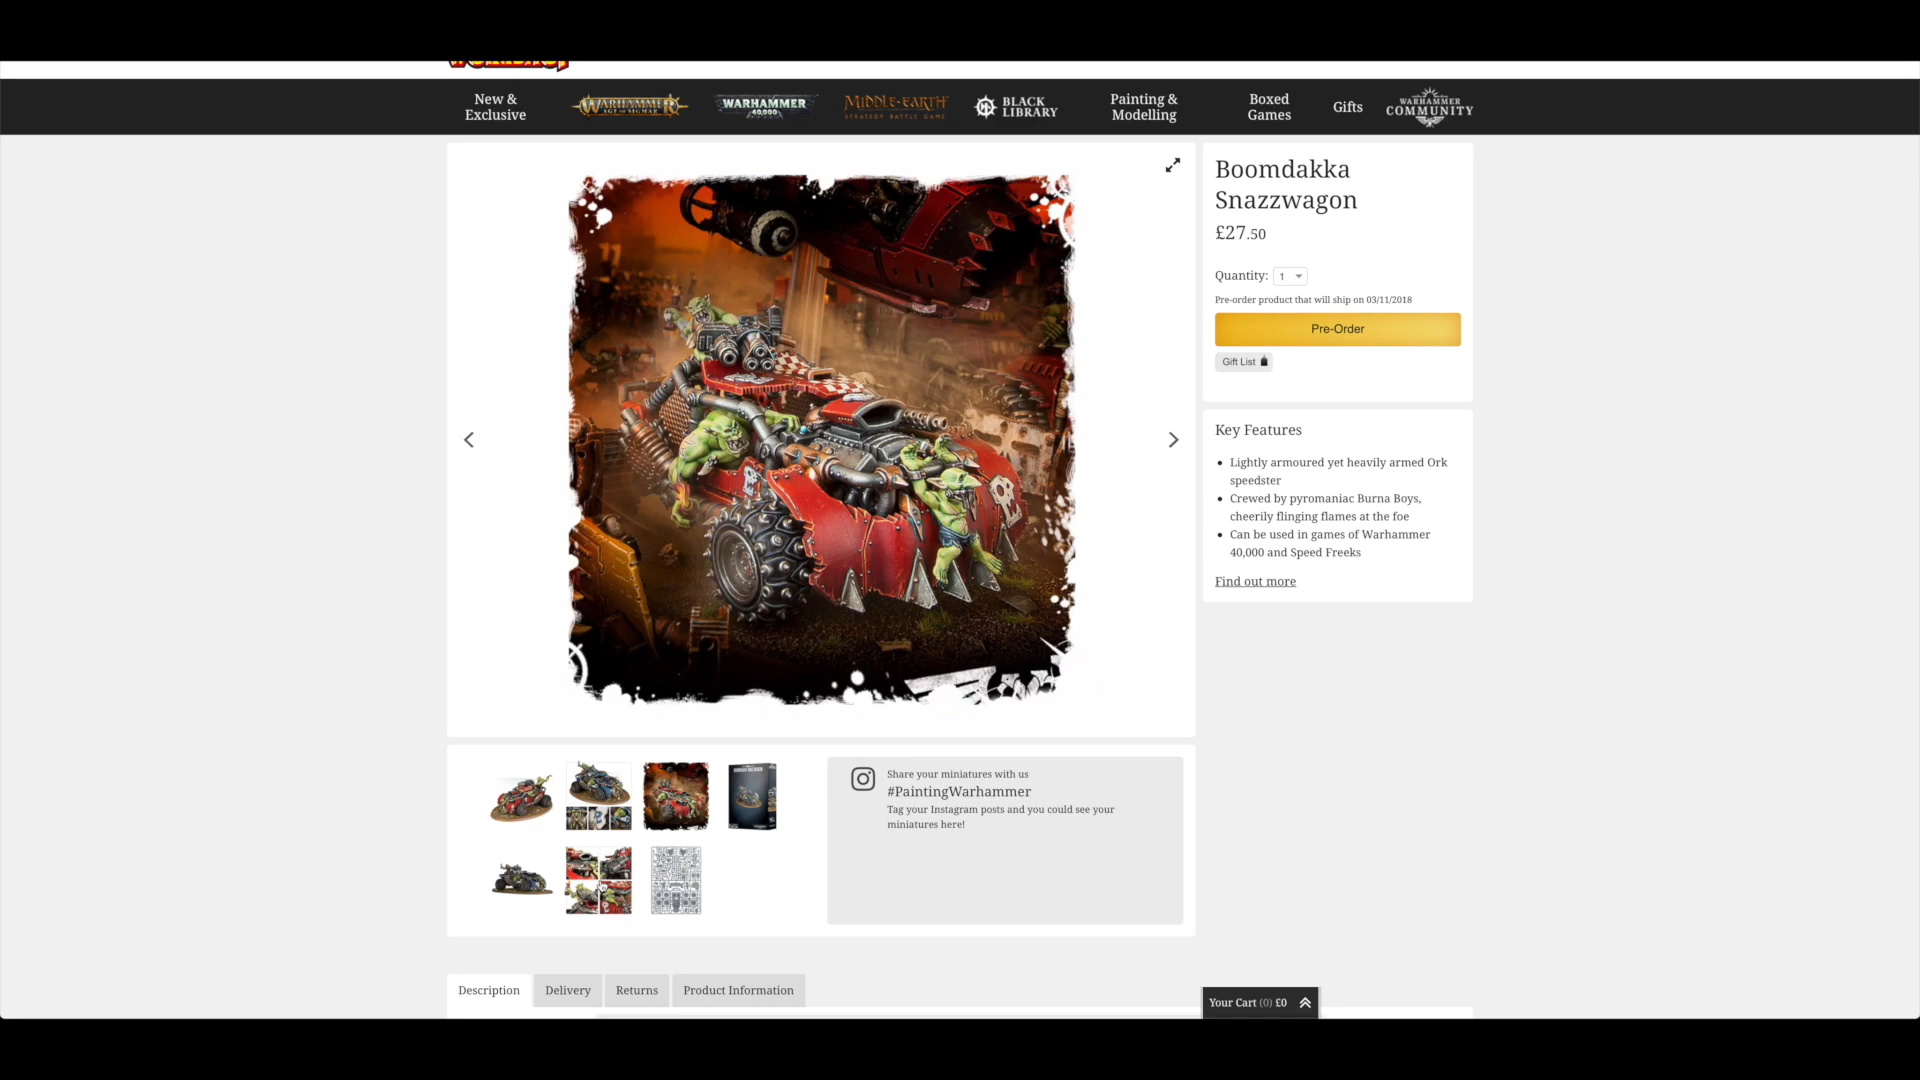 New &
Exclusive
WARHAMMER
AGE OF SIGMAR
WARHAMMER
40,000
MIDDLE-EARTH
STRATEGY BATTLE GAME
BLACK
LIBRARY
Painting &
Modelling
Boxed
Games
Gifts
WARHAMMER
COMMUNITY
Boomdakka
Snazzwagon
£27.50
Quantity: 1
Pre-order product that will ship on 03/11/2018
Pre-Order
Gift List
Key Features
Lightly armoured yet heavily armed Ork
speedster
Crewed by pyromaniac Burna Boys,
cheerily flinging flames at the foe
Can be used in games of Warhammer
40,000 and Speed Freeks
Find out more
Share your miniatures with us
#PaintingWarhammer
Tag your Instagram posts and you could see your
miniatures here!
Description
Delivery
Returns
Product Information
Your Cart (0) £0